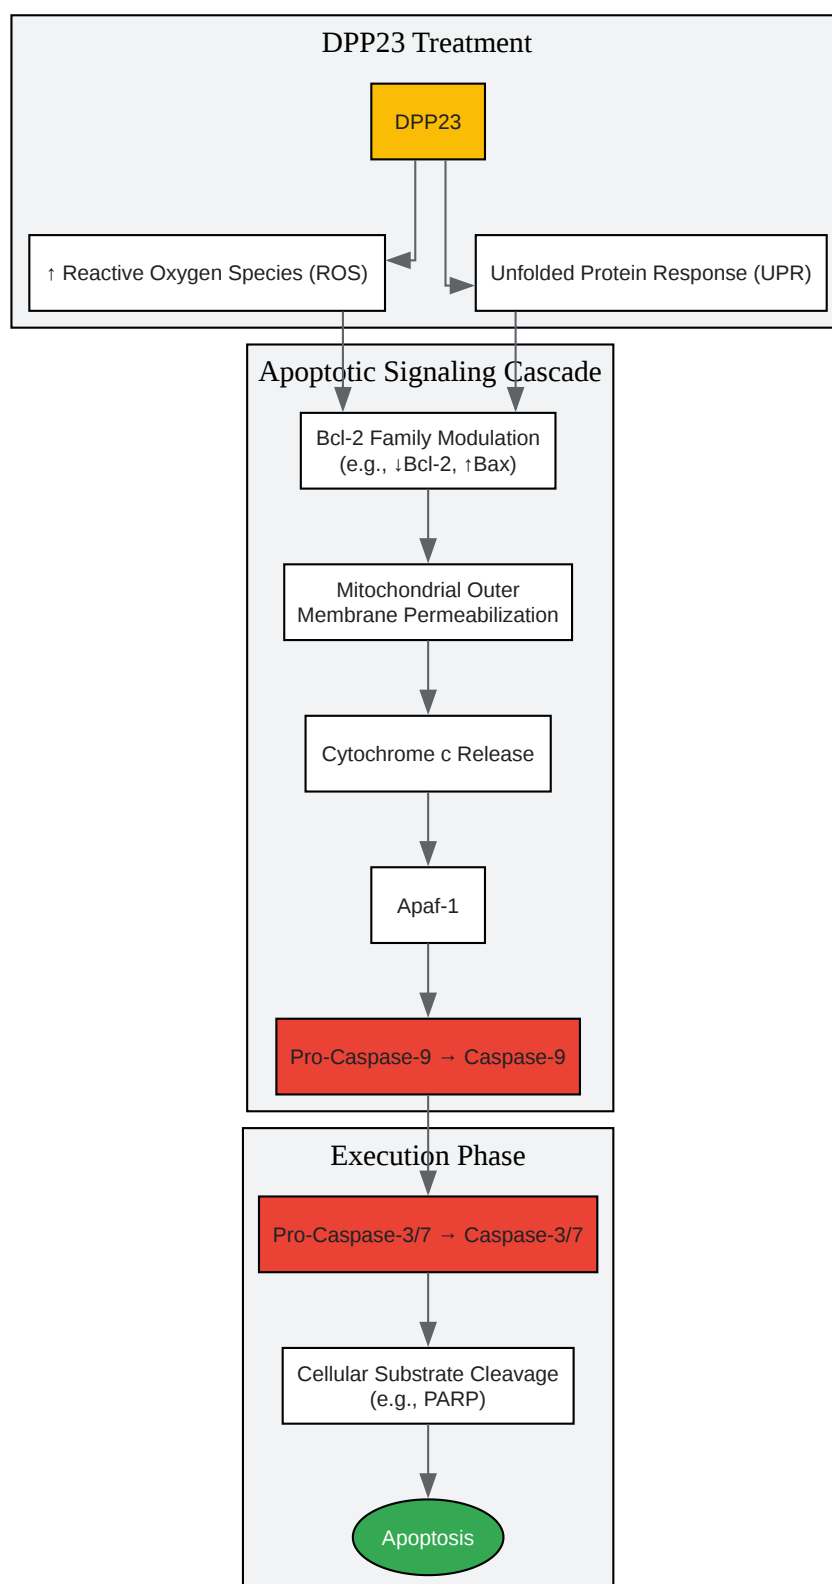 DPP23 Treatment
DPP23
↑ Reactive Oxygen Species (ROS)
Unfolded Protein Response (UPR)
Apoptotic Signaling Cascade
Bcl-2 Family Modulation
(e.g., ↓Bcl-2, ↑Bax)
Mitochondrial Outer
Membrane Permeabilization
Cytochrome c Release
Apaf-1
Pro-Caspase-9 → Caspase-9
Execution Phase
Pro-Caspase-3/7 → Caspase-3/7
Cellular Substrate Cleavage
(e.g., PARP)
Apoptosis